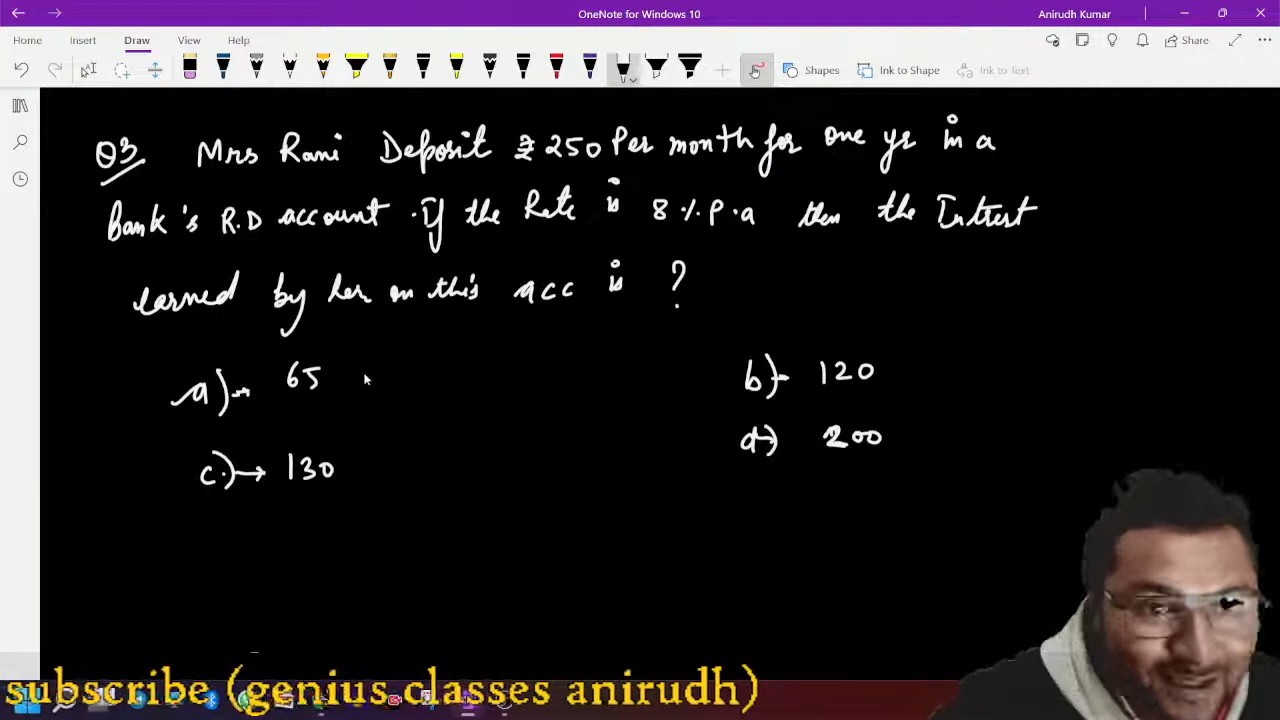 OneNote for Windows 10
Anirudh Kumar
Home Insert Draw View Help
Share
Shapes Ink to Shape Ink to Text
Q3 Mrs Rani Deposit ₹ 250 Per month for one yr in a
Bank's R.D account . If the Rate is 8 % P.a then the Intrest
earned by her on this acc is ?
a)→ 65
b)→ 120
c.)→ 130
d→) 200
subscribe (genius classes anirudh)